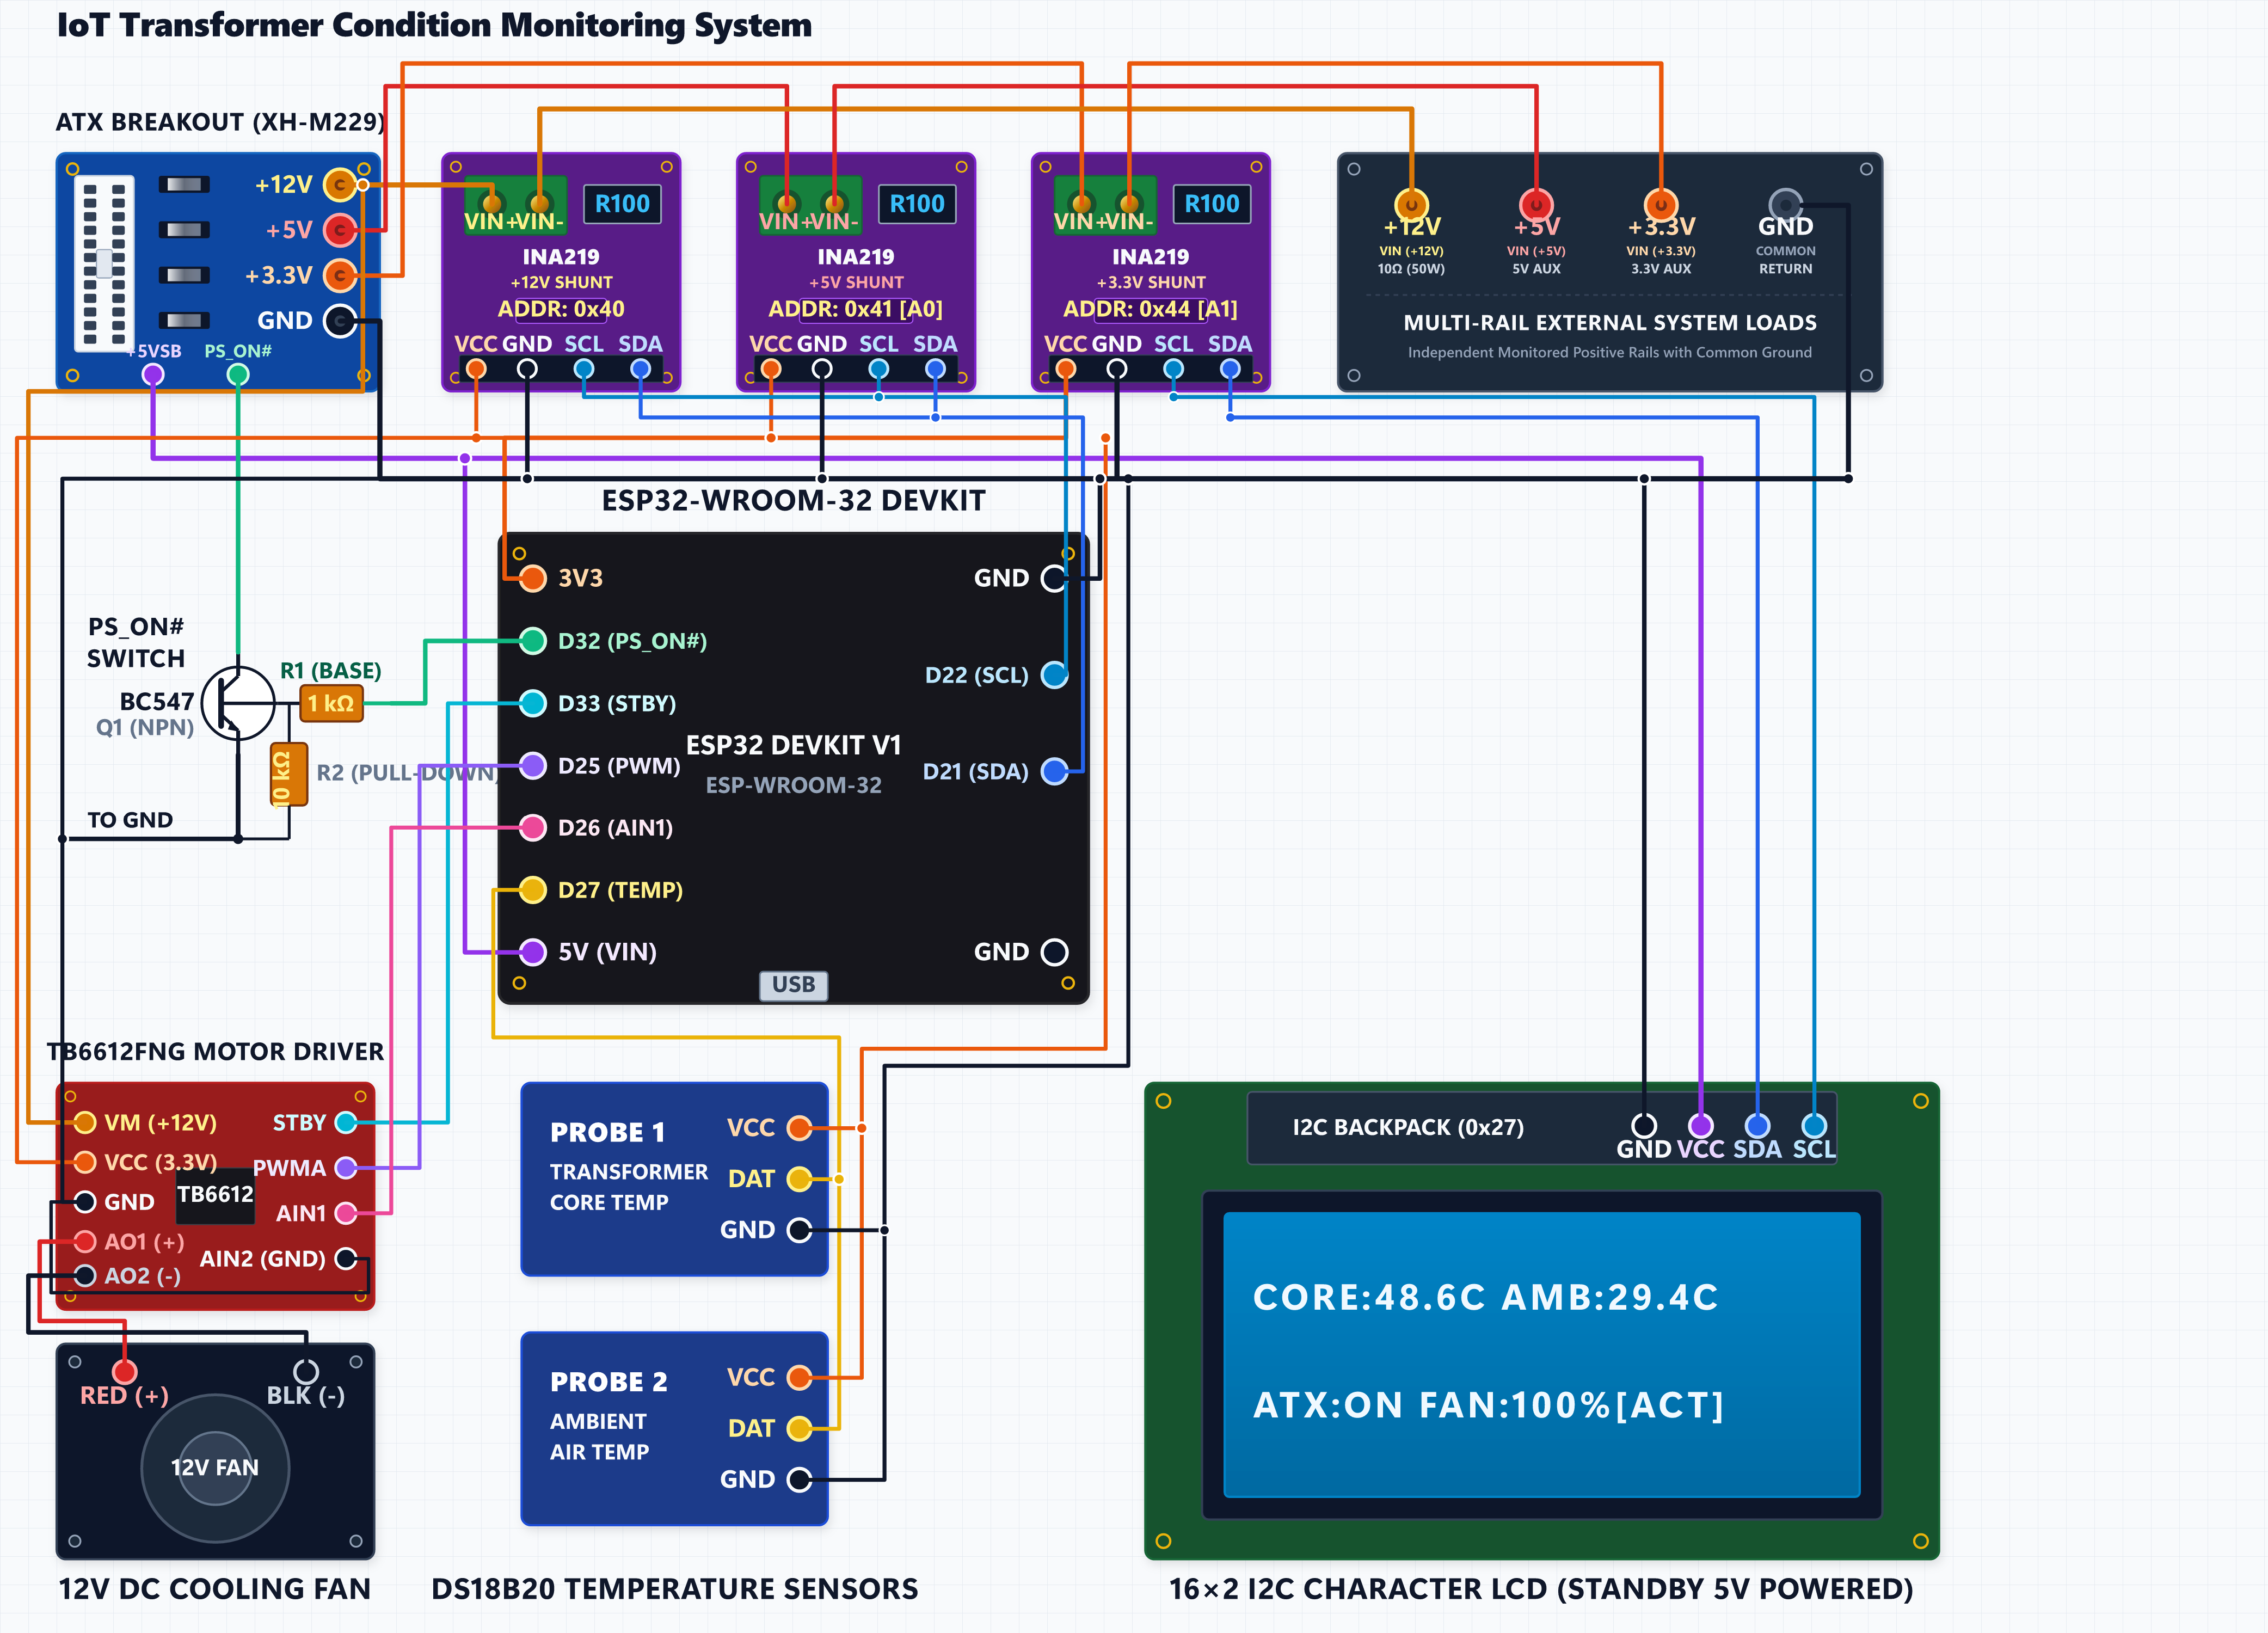 IoT Transformer Condition Monitoring System
ATX BREAKOUT (XH-M229)
+12V
+5V
+3.3V
GND
+5VSB
PS_ON#
VIN+
VIN-
R100
INA219
+12V SHUNT
ADDR: 0x40
VCC GND SCL SDA
VIN+
VIN-
R100
INA219
+5V SHUNT
ADDR: 0x41 [A0]
VCC GND SCL SDA
VIN+
VIN-
R100
INA219
+3.3V SHUNT
ADDR: 0x44 [A1]
VCC GND SCL SDA
+12V
VIN (+12V)
10Ω (50W)
+5V
VIN (+5V)
5V AUX
+3.3V
VIN (+3.3V)
3.3V AUX
GND
COMMON
RETURN
MULTI-RAIL EXTERNAL SYSTEM LOADS
Independent Monitored Positive Rails with Common Ground
ESP32-WROOM-32 DEVKIT
3V3
D32 (PS_ON#)
D33 (STBY)
D25 (PWM)
D26 (AIN1)
D27 (TEMP)
5V (VIN)
GND
D22 (SCL)
D21 (SDA)
GND
ESP32 DEVKIT V1
ESP-WROOM-32
USB
PS_ON#
SWITCH
BC547
Q1 (NPN)
R1 (BASE)
1 kΩ
10 kΩ
R2 (PULL-DOWN)
TO GND
TB6612FNG MOTOR DRIVER
VM (+12V)
VCC (3.3V)
GND
AO1 (+)
AO2 (-)
STBY
PWMA
AIN1
AIN2 (GND)
TB6612
RED (+)
BLK (-)
12V FAN
12V DC COOLING FAN
PROBE 1
TRANSFORMER
CORE TEMP
VCC
DAT
GND
PROBE 2
AMBIENT
AIR TEMP
VCC
DAT
GND
DS18B20 TEMPERATURE SENSORS
I2C BACKPACK (0x27)
GND VCC SDA SCL
CORE:48.6C AMB:29.4C
ATX:ON FAN:100%[ACT]
16×2 I2C CHARACTER LCD (STANDBY 5V POWERED)